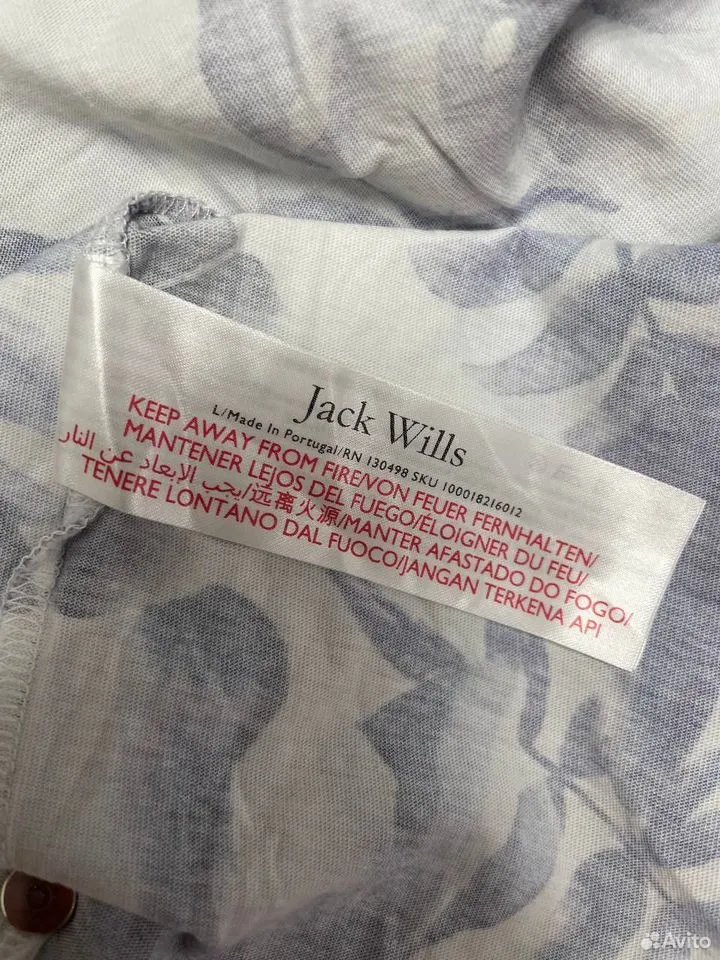 Jack Wills
L/Made In Portugal/RN 130498 SKU 100018216012
KEEP AWAY FROM FIRE/VON FEUER FERNHALTEN/
MANTENER LEJOS DEL FUEGO/ÉLOIGNER DU FEU/
يجب الإبعاد عن النار/远离火源/MANTER AFASTADO DO FOGO/
TENERE LONTANO DAL FUOCO/JANGAN TERKENA API
Avito